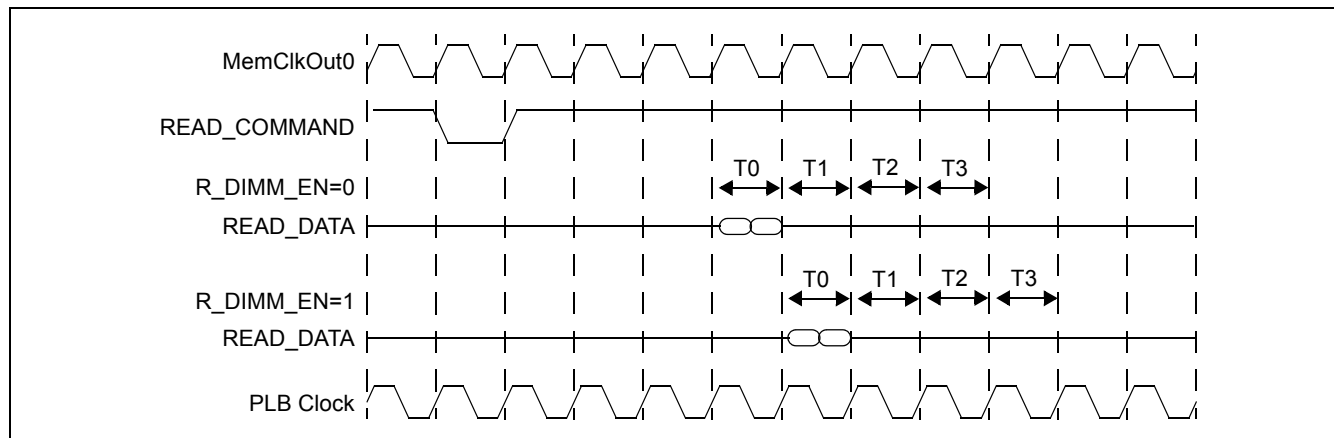 MemClkOut0
READ_COMMAND
R_DIMM_EN=0 T0 T1 T2 T3
READ_DATA
R_DIMM_EN=1 T0 T1 T2 T3
READ_DATA
PLB Clock